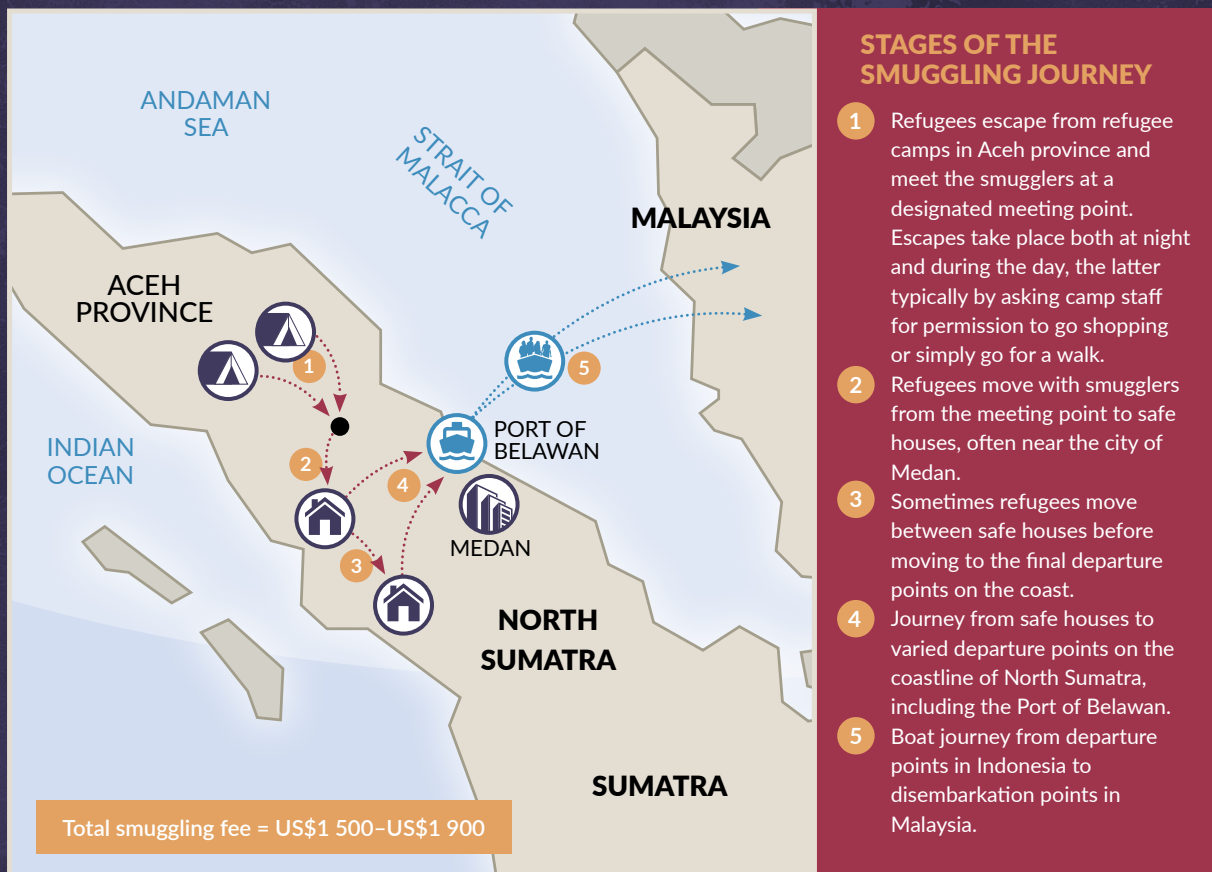 ANDAMAN
SEA
STRAIT OF
MALACCA
MALAYSIA
ACEH
PROVINCE
1
5
INDIAN
OCEAN
PORT OF
BELAWAN
2
4
MEDAN
3
NORTH
SUMATRA
SUMATRA
Total smuggling fee = US$1 500–US$1 900
STAGES OF THE
SMUGGLING JOURNEY
1 Refugees escape from refugee
camps in Aceh province and
meet the smugglers at a
designated meeting point.
Escapes take place both at night
and during the day, the latter
typically by asking camp staff
for permission to go shopping
or simply go for a walk.
2 Refugees move with smugglers
from the meeting point to safe
houses, often near the city of
Medan.
3 Sometimes refugees move
between safe houses before
moving to the final departure
points on the coast.
4 Journey from safe houses to
varied departure points on the
coastline of North Sumatra,
including the Port of Belawan.
5 Boat journey from departure
points in Indonesia to
disembarkation points in
Malaysia.